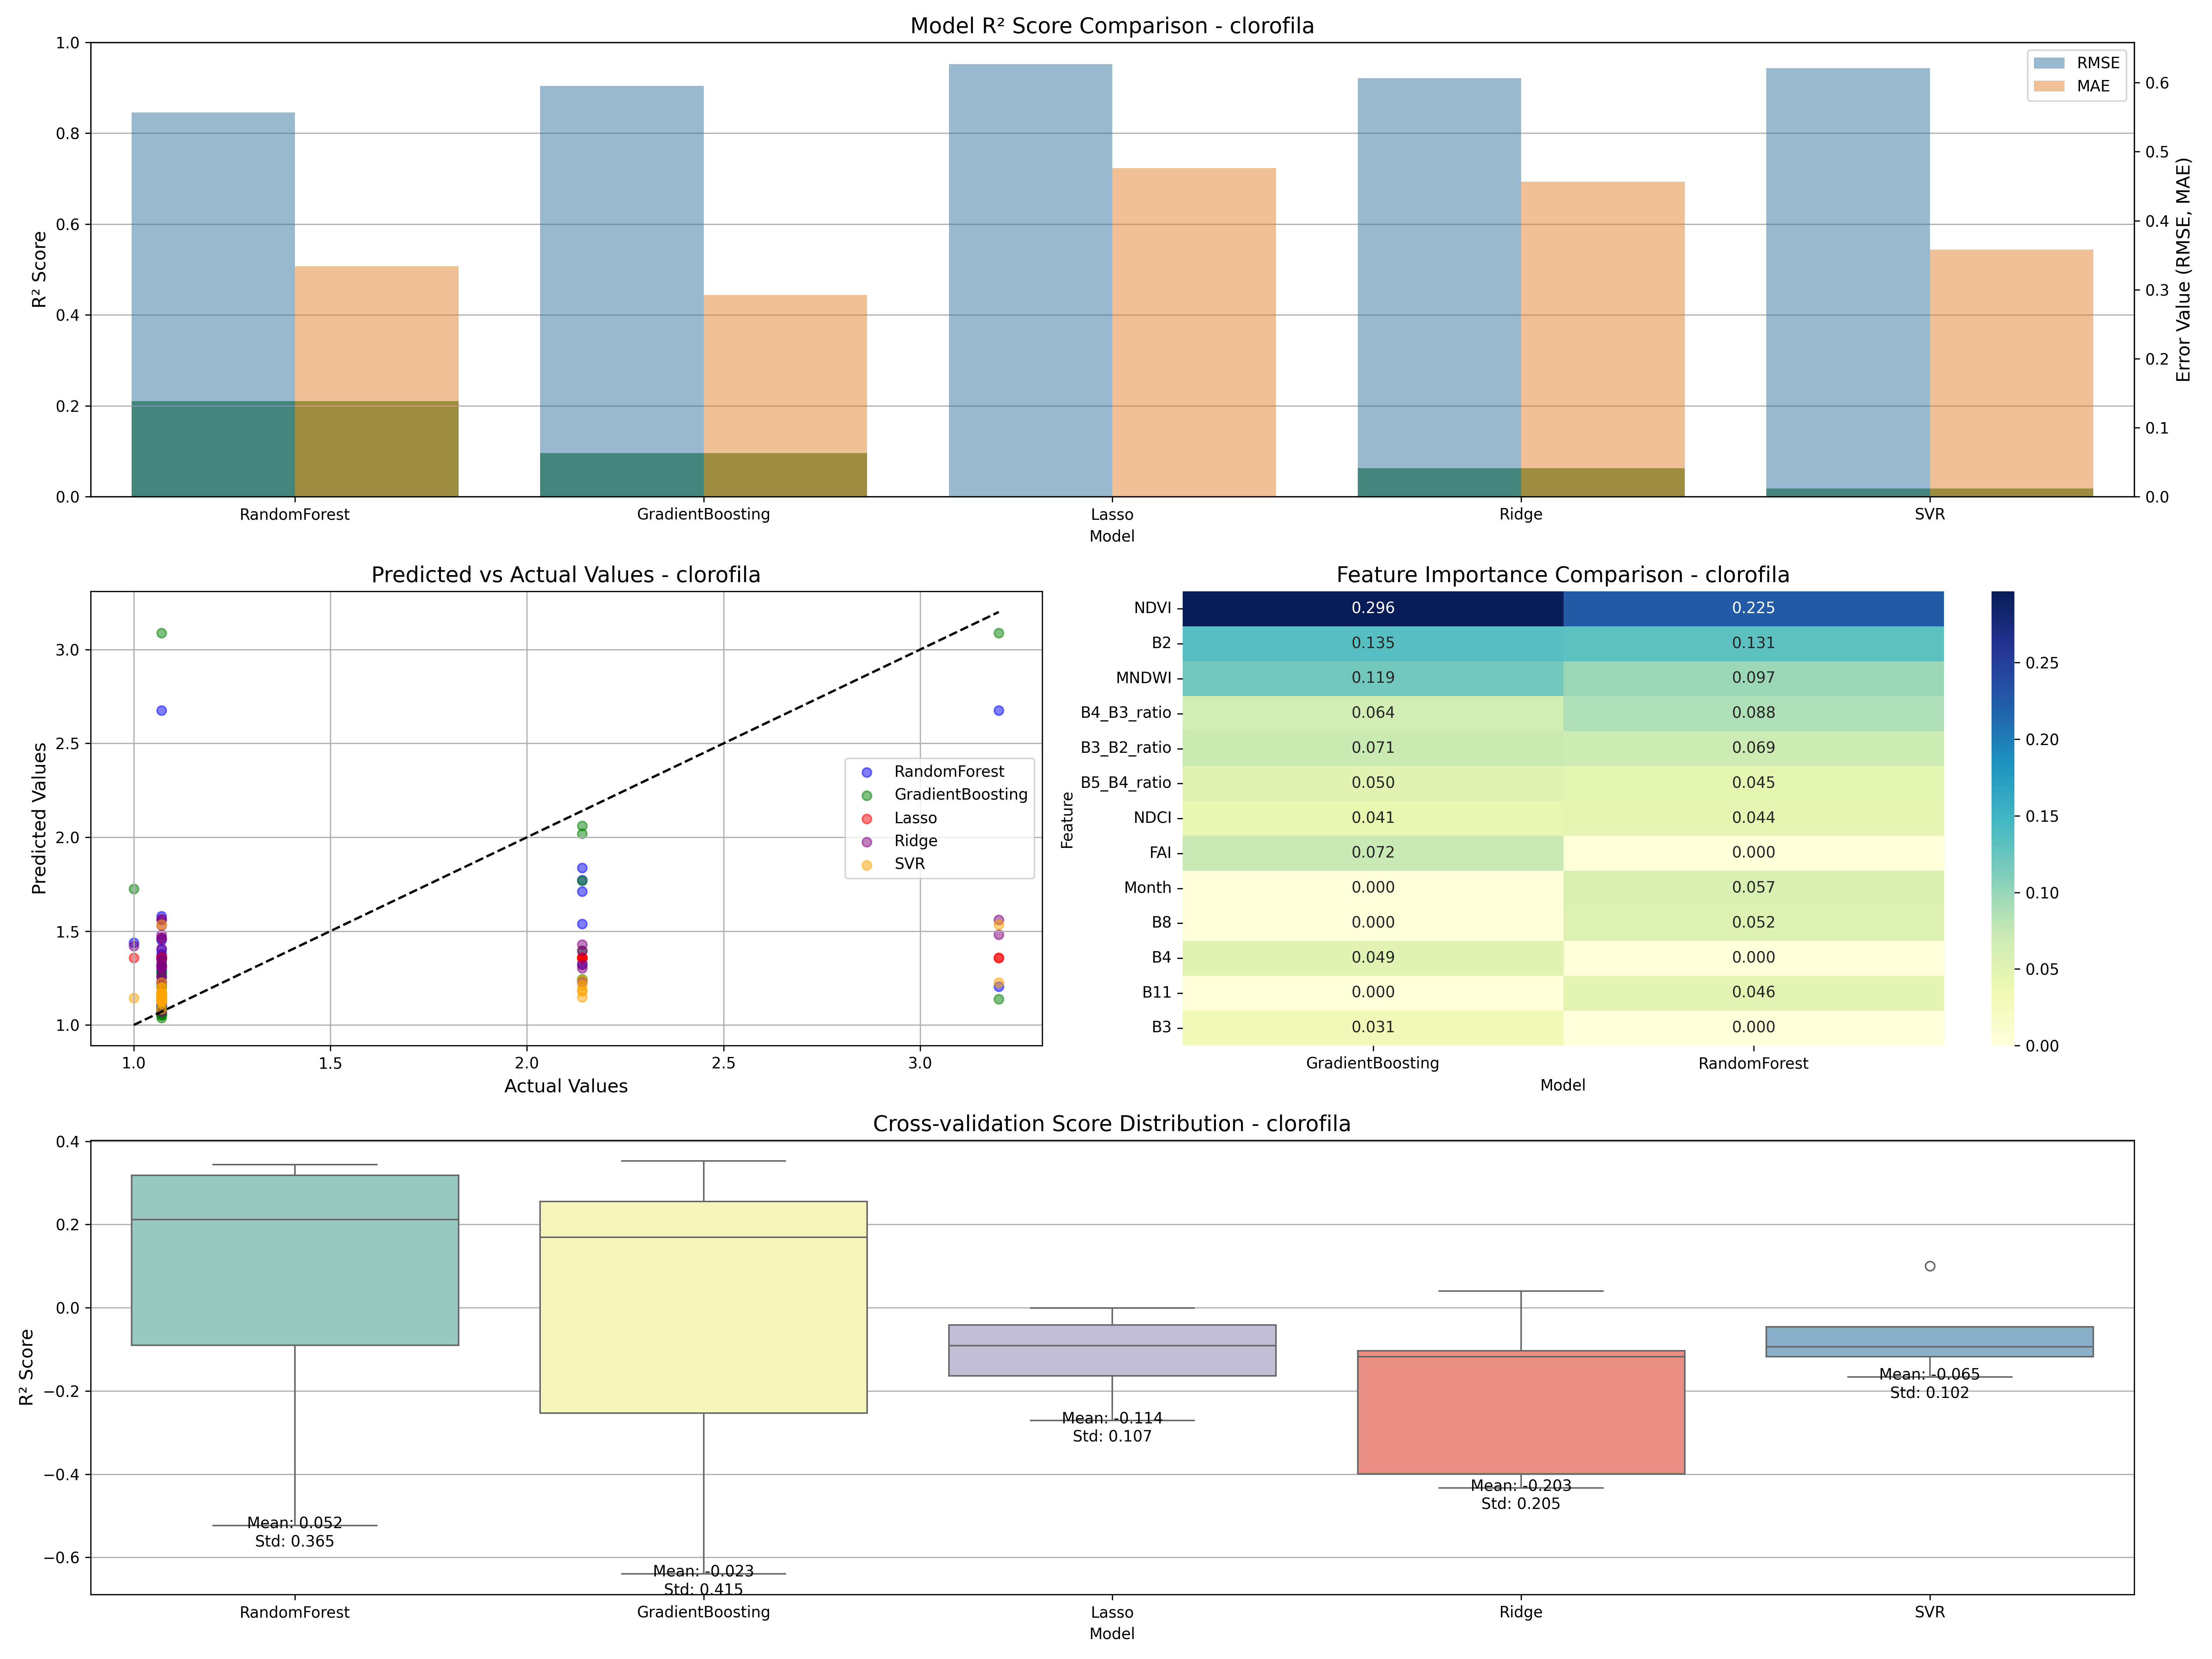 Model R² Score Comparison - clorofila
R² Score
1.0
0.8
0.6
0.4
0.2
0.0
RMSE
MAE
0.6
0.5
0.4
0.3
0.2
0.1
0.0
Error Value (RMSE, MAE)
RandomForest
GradientBoosting
Lasso
Ridge
SVR
Model
Predicted vs Actual Values - clorofila
Predicted Values
3.0
2.5
2.0
1.5
1.0
RandomForest
GradientBoosting
Lasso
Ridge
SVR
1.0
1.5
2.0
2.5
3.0
Actual Values
Feature Importance Comparison - clorofila
Feature
NDVI 0.296 0.225
B2 0.135 0.131
MNDWI 0.119 0.097
B4_B3_ratio 0.064 0.088
B3_B2_ratio 0.071 0.069
B5_B4_ratio 0.050 0.045
NDCI 0.041 0.044
FAI 0.072 0.000
Month 0.000 0.057
B8 0.000 0.052
B4 0.049 0.000
B11 0.000 0.046
B3 0.031 0.000
GradientBoosting
RandomForest
Model
0.25
0.20
0.15
0.10
0.05
0.00
Cross-validation Score Distribution - clorofila
R² Score
0.4
0.2
0.0
−0.2
−0.4
−0.6
Mean: 0.052
Std: 0.365
Mean: -0.023
Std: 0.415
Mean: -0.114
Std: 0.107
Mean: -0.203
Std: 0.205
Mean: -0.065
Std: 0.102
RandomForest
GradientBoosting
Lasso
Ridge
SVR
Model